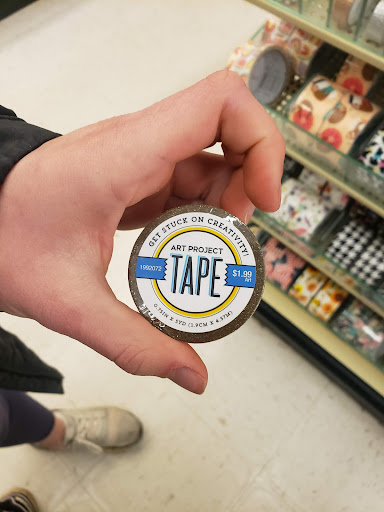 GET STUCK ON CREATIVITY!
ART PROJECT
1992072
TAPE
$1.99
0.75IN X 5YD (1.9CM X 4.57M)